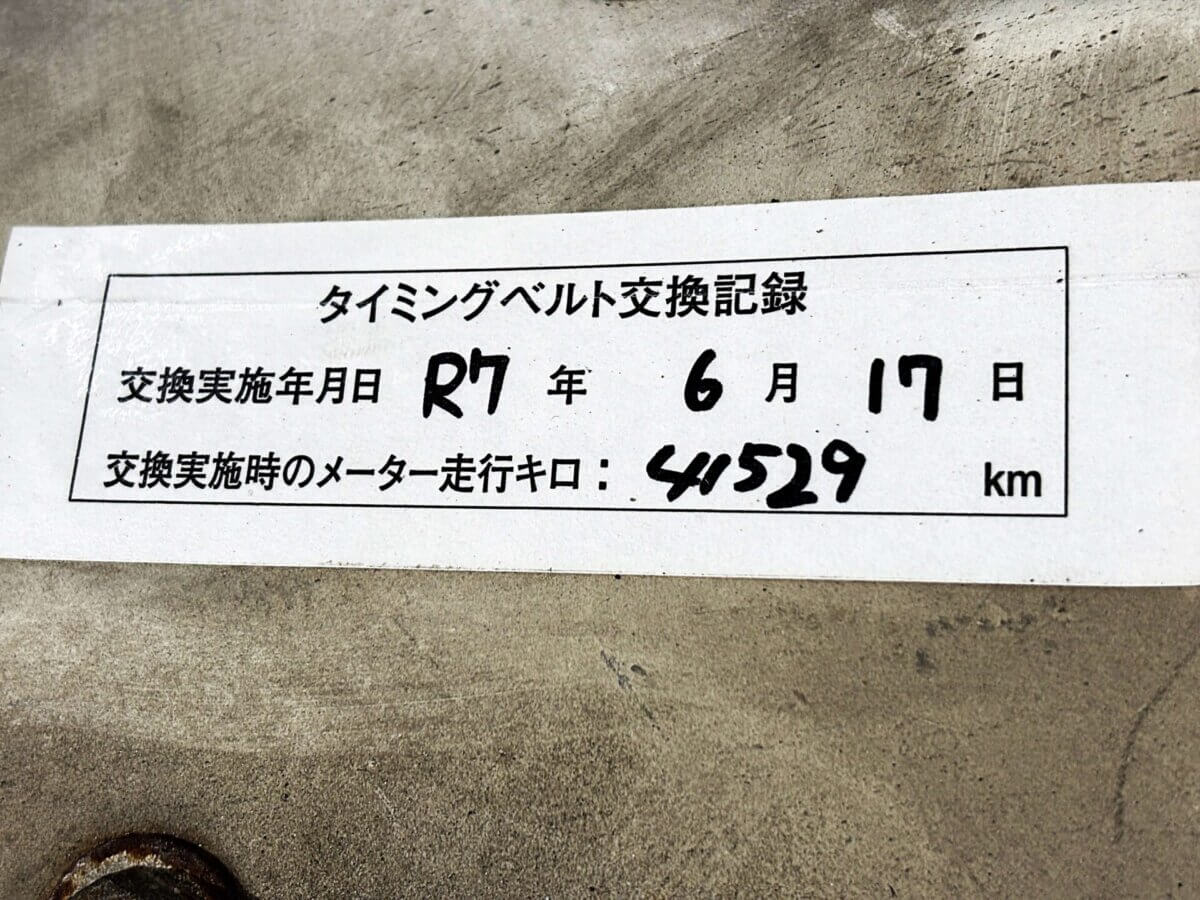 タイミングベルト交換記録
交換実施年月日 R7 年 6 月 17 日
交換実施時のメーター走行キロ： 41529 km